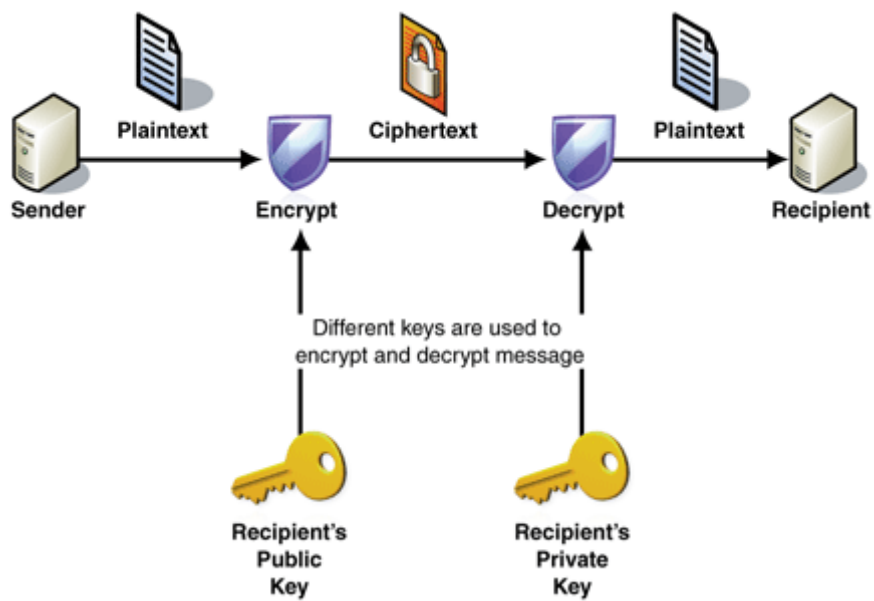 Plaintext
Ciphertext
Plaintext
Sender
Encrypt
Decrypt
Recipient
Different keys are used to
encrypt and decrypt message
Recipient's
Public
Key
Recipient's
Private
Key